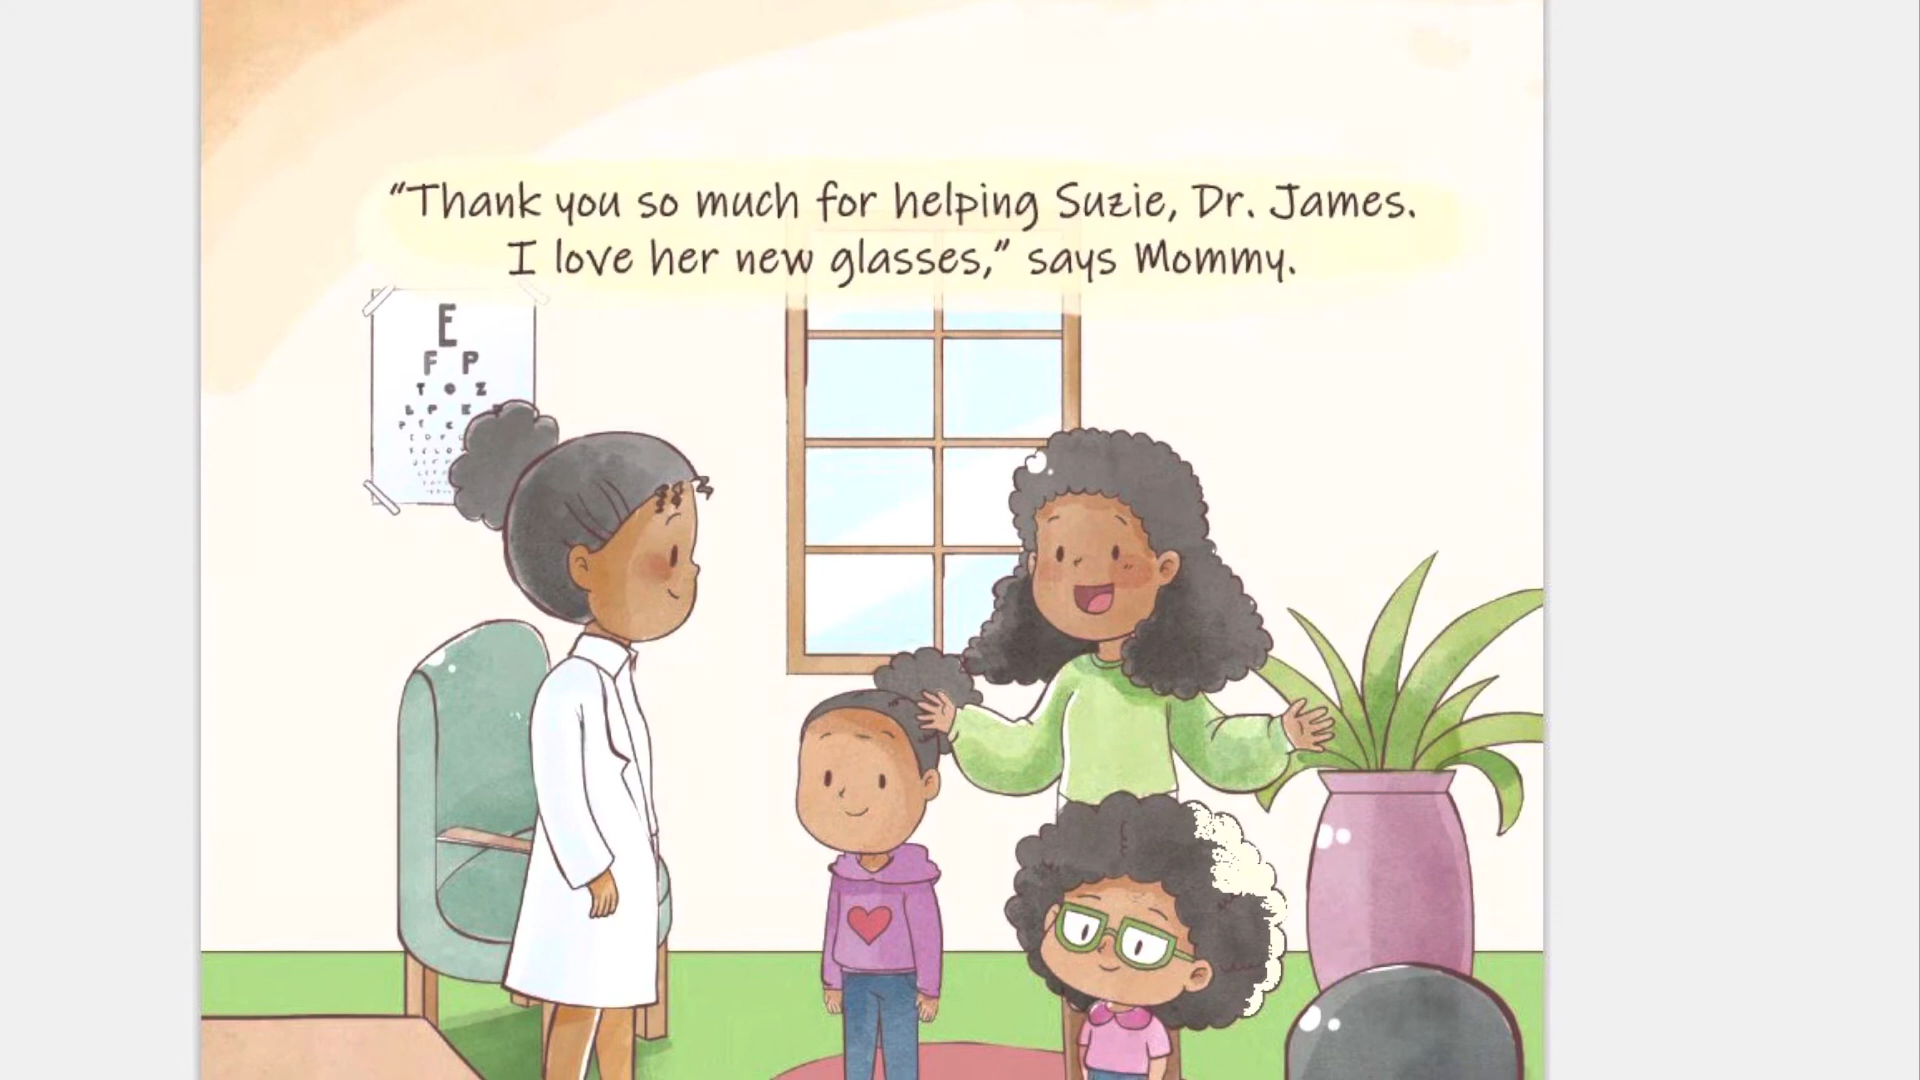 “Thank you so much for helping Suzie, Dr. James.
I love her new glasses,” says Mommy.
E
F P
T O Z